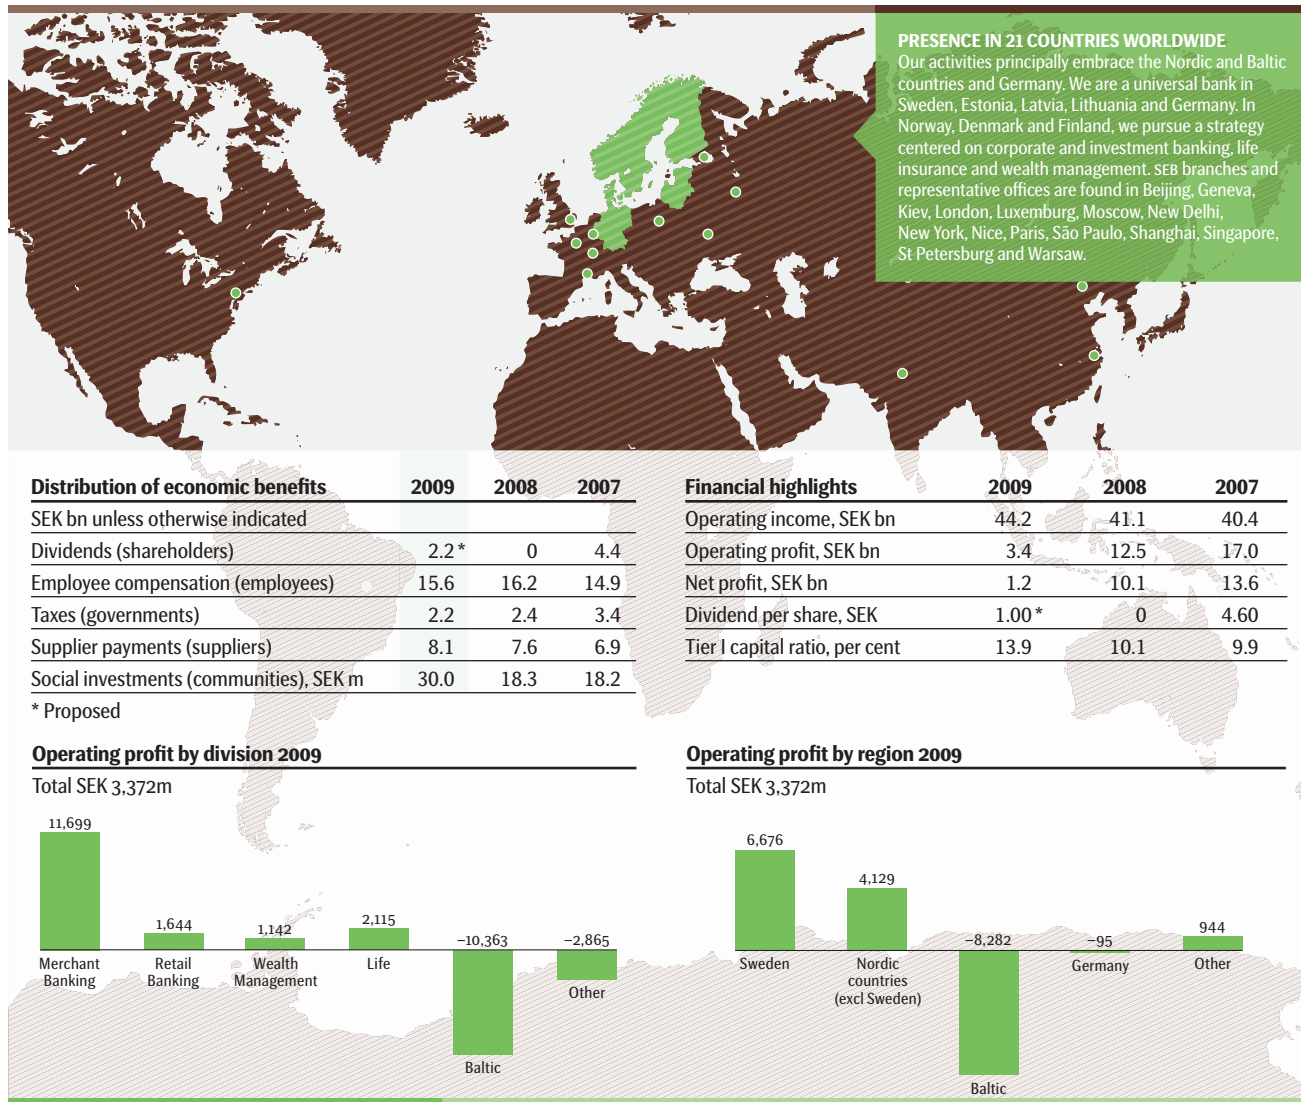 PRESENCE IN 21 COUNTRIES WORLDWIDE
Our activities principally embrace the Nordic and Baltic
countries and Germany. We are a universal bank in
Sweden, Estonia, Latvia, Lithuania and Germany. In
Norway, Denmark and Finland, we pursue a strategy
centered on corporate and investment banking, life
insurance and wealth management. SEB branches and
representative offices are found in Beijing, Geneva,
Kiev, London, Luxemburg, Moscow, New Delhi,
New York, Nice, Paris, São Paulo, Shanghai, Singapore,
St Petersburg and Warsaw.
Distribution of economic benefits 2009 2008 2007
SEK bn unless otherwise indicated
Dividends (shareholders) 2.2 * 0 4.4
Employee compensation (employees) 15.6 16.2 14.9
Taxes (governments) 2.2 2.4 3.4
Supplier payments (suppliers) 8.1 7.6 6.9
Social investments (communities), SEK m 30.0 18.3 18.2
* Proposed
Financial highlights 2009 2008 2007
Operating income, SEK bn 44.2 41.1 40.4
Operating profit, SEK bn 3.4 12.5 17.0
Net profit, SEK bn 1.2 10.1 13.6
Dividend per share, SEK 1.00 * 0 4.60
Tier I capital ratio, per cent 13.9 10.1 9.9
Operating profit by division 2009
Total SEK 3,372m
11,699
1,644
1,142
2,115
–10,363
–2,865
Merchant
Banking
Retail
Banking
Wealth
Management
Life
Baltic
Other
Operating profit by region 2009
Total SEK 3,372m
6,676
4,129
–8,282
–95
944
Sweden
Nordic
countries
(excl Sweden)
Baltic
Germany
Other